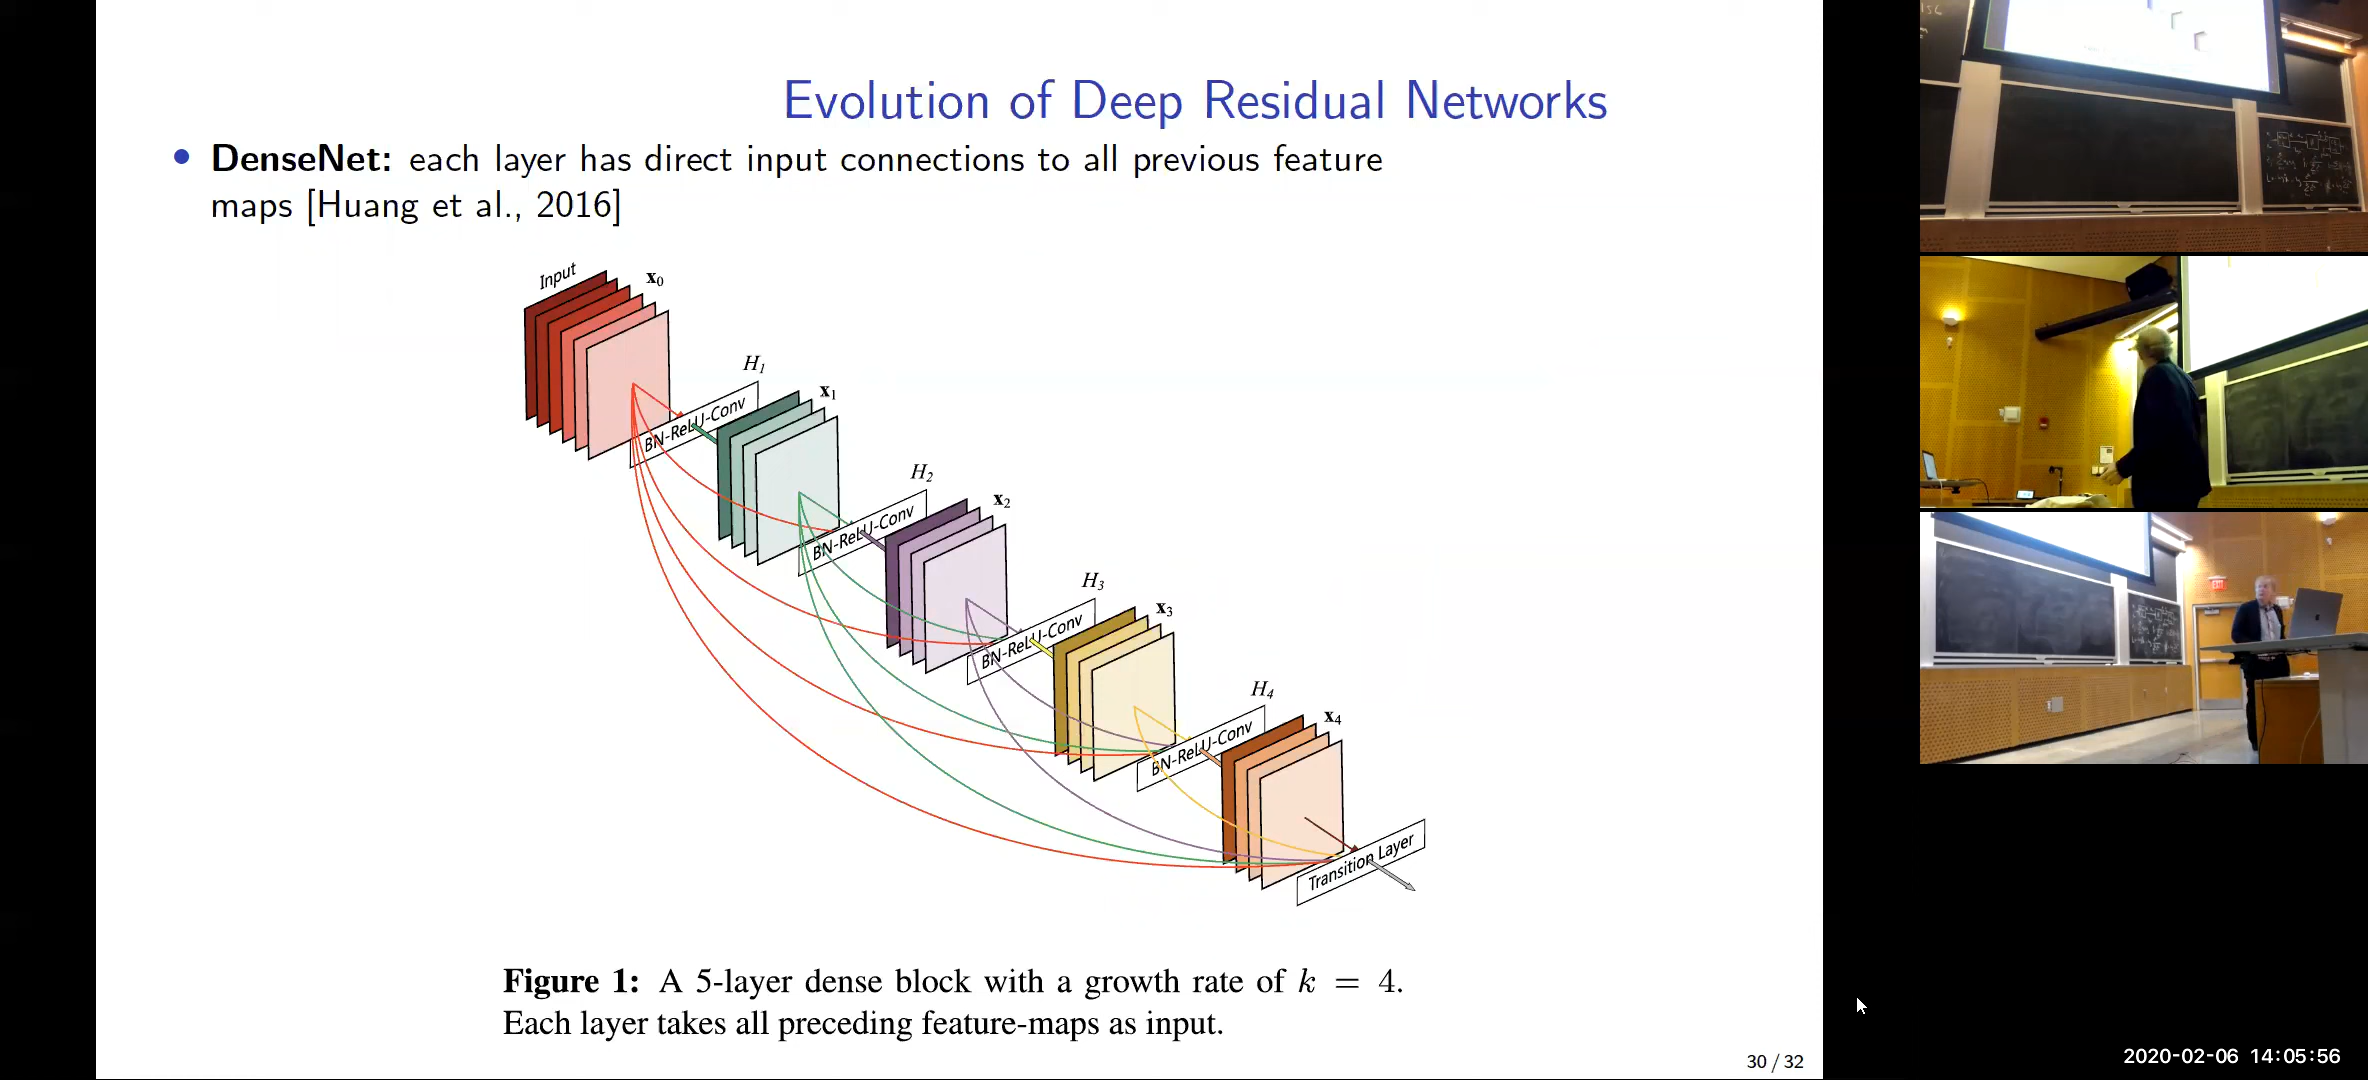 Evolution of Deep Residual Networks
• DenseNet: each layer has direct input connections to all previous feature
maps [Huang et al., 2016]
Input
x0
H1
BN-ReLU-Conv
x1
H2
BN-ReLU-Conv
x2
H3
BN-ReLU-Conv
x3
H4
BN-ReLU-Conv
x4
Transition Layer
Figure 1: A 5-layer dense block with a growth rate of k = 4.
Each layer takes all preceding feature-maps as input.
30 / 32
EXIT
2020-02-06 14:05:56